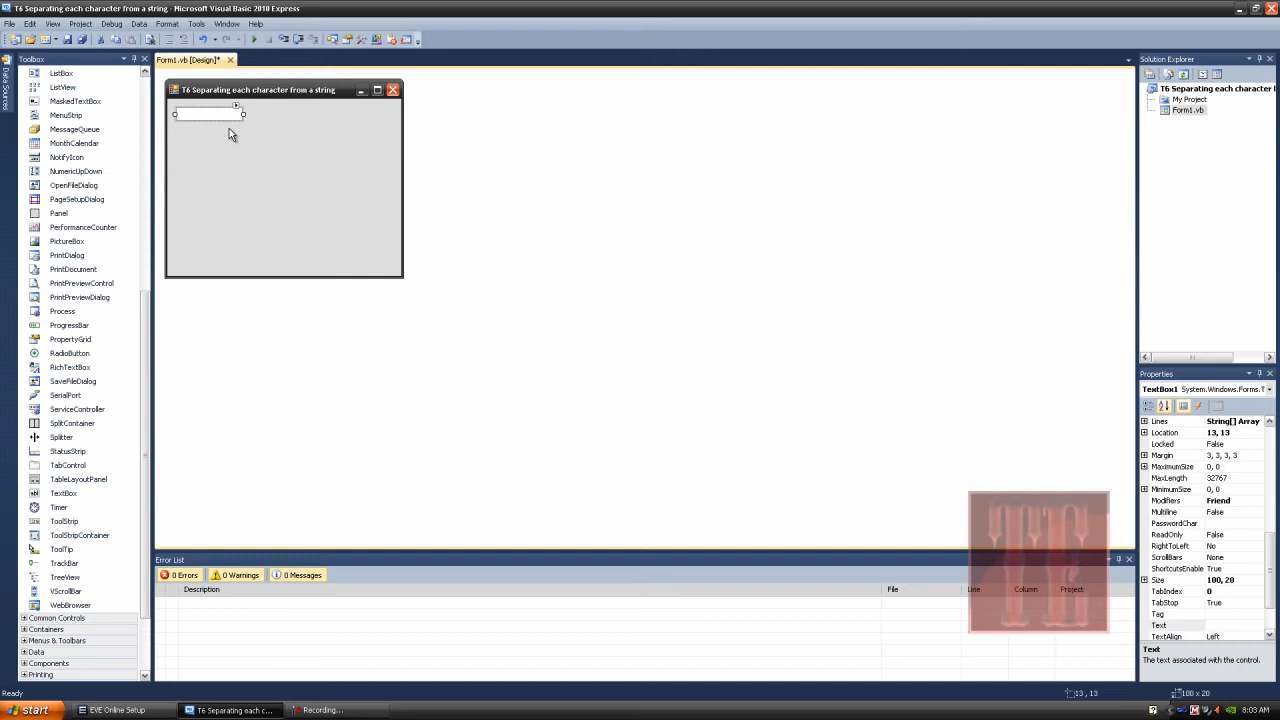 T6 Separating each character from a string - Microsoft Visual Basic 2010 Express
File Edit View Project Debug Data Format Tools Window Help
Toolbox
Form1.vb [Design]*
Solution Explorer
Data Sources
ListBox
ListView
MaskedTextBox
MenuStrip
MessageQueue
MonthCalendar
NotifyIcon
NumericUpDown
OpenFileDialog
PageSetupDialog
Panel
PerformanceCounter
PictureBox
PrintDialog
PrintDocument
PrintPreviewControl
PrintPreviewDialog
Process
ProgressBar
PropertyGrid
RadioButton
RichTextBox
SaveFileDialog
SerialPort
ServiceController
SplitContainer
Splitter
StatusStrip
TabControl
TableLayoutPanel
TextBox
Timer
ToolStrip
ToolStripContainer
ToolTip
TrackBar
TreeView
VScrollBar
WebBrowser
Common Controls
Containers
Menus & Toolbars
Data
Components
Printing
T6 Separating each character from a string
T6 Separating each character f
My Project
Form1.vb
Properties
TextBox1 System.Windows.Forms.T
Lines String[] Array
Location 13, 13
Locked False
Margin 3, 3, 3, 3
MaximumSize 0, 0
MaxLength 32767
MinimumSize 0, 0
Modifiers Friend
Multiline False
PasswordChar
ReadOnly False
RightToLeft No
ScrollBars None
ShortcutsEnable True
Size 100, 20
TabIndex 0
TabStop True
Tag
Text
TextAlign Left
Text
The text associated with the control.
Error List
0 Errors 0 Warnings 0 Messages
Description File Line Column Project
Ready 13 , 13 100 x 20
start EVE Online Setup T6 Separating each c... Recording... 8:03 AM